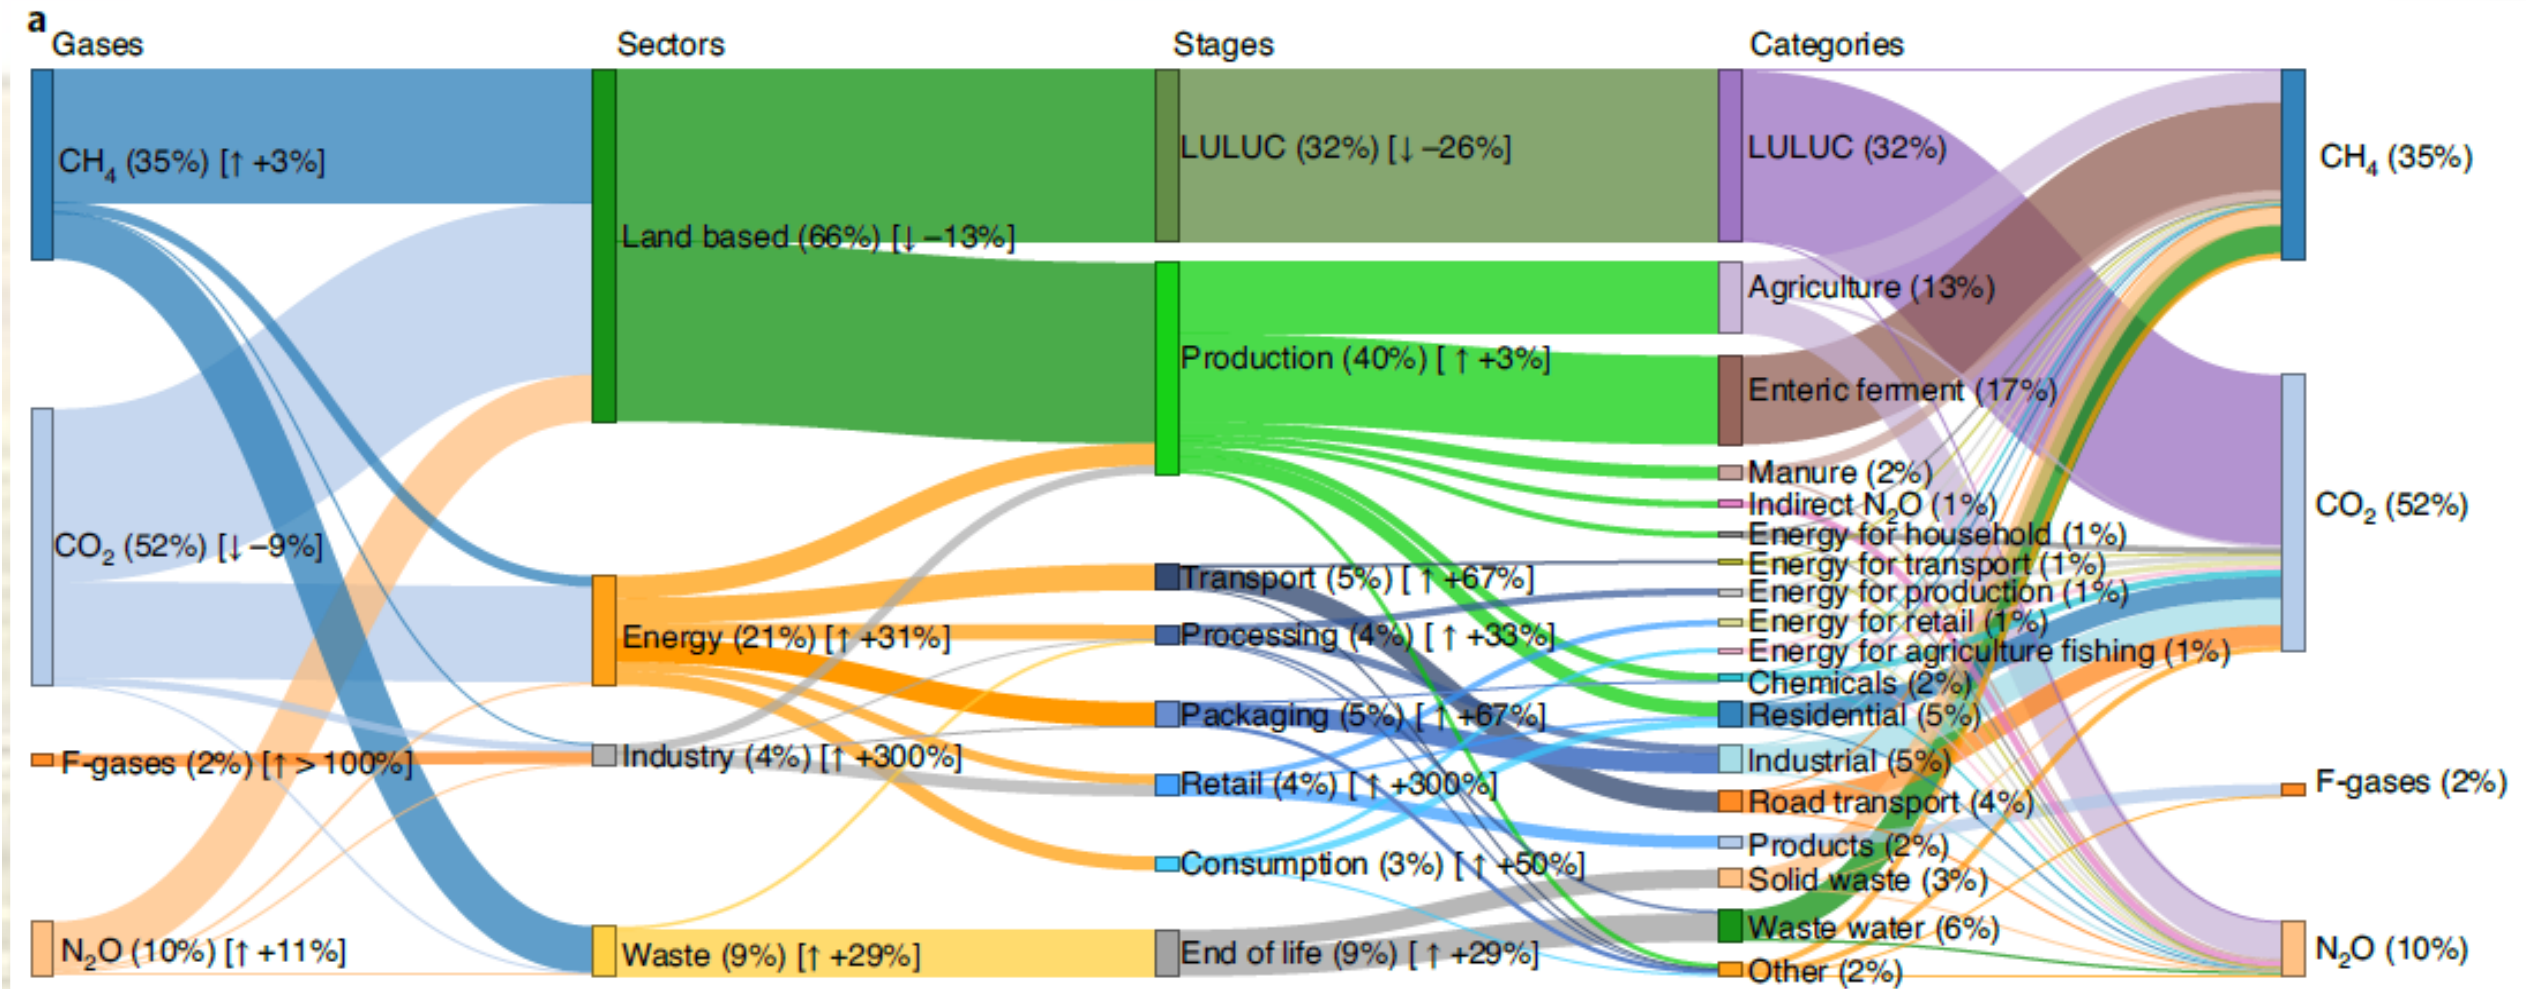 a
Gases
Sectors
Stages
Categories
CH₄ (35%) [↑ +3%]
CO₂ (52%) [↓ –9%]
F-gases (2%) [↑ > 100%]
N₂O (10%) [↑ +11%]
Land based (66%) [↓ –13%]
Energy (21%) [↑ +31%]
Industry (4%) [↑ +300%]
Waste (9%) [↑ +29%]
LULUC (32%) [↓ –26%]
Production (40%) [ ↑ +3%]
Transport (5%) [ ↑ +67%]
Processing (4%) [ ↑ +33%]
Packaging (5%) [ ↑ +67%]
Retail (4%) [ ↑ +300%]
Consumption (3%) [ ↑ +50%]
End of life (9%) [ ↑ +29%]
LULUC (32%)
Agriculture (13%)
Enteric ferment (17%)
Manure (2%)
Indirect N₂O (1%)
Energy for household (1%)
Energy for transport (1%)
Energy for production (1%)
Energy for retail (1%)
Energy for agriculture fishing (1%)
Chemicals (2%)
Residential (5%)
Industrial (5%)
Road transport (4%)
Products (2%)
Solid waste (3%)
Waste water (6%)
Other (2%)
CH₄ (35%)
CO₂ (52%)
F-gases (2%)
N₂O (10%)